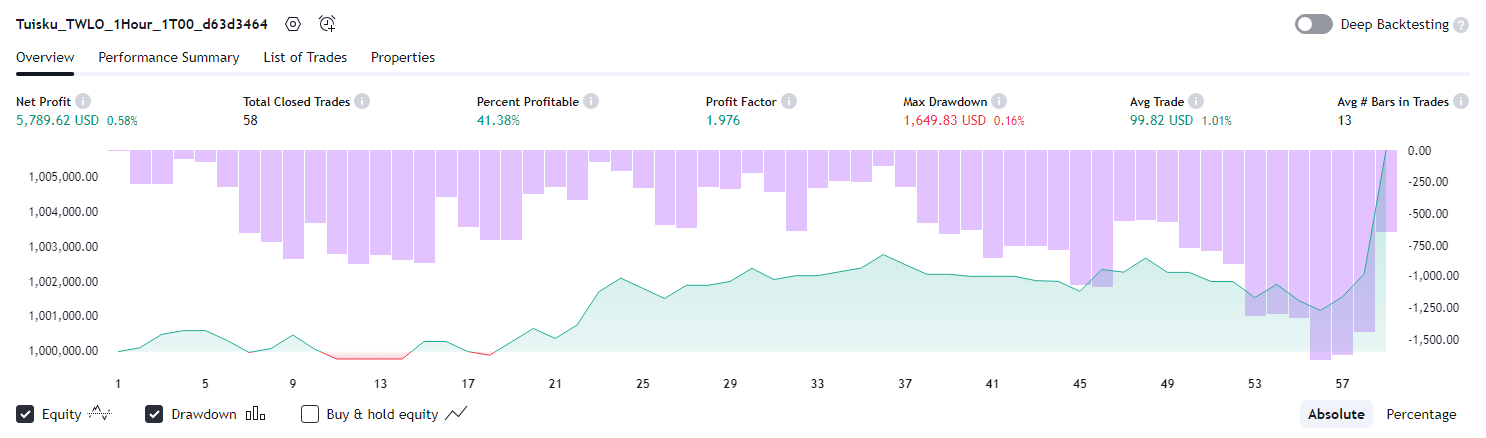 Tuisku_TWLO_1Hour_1T00_d63d3464
Deep Backtesting ?
Overview Performance Summary List of Trades Properties
Net Profit i Total Closed Trades i Percent Profitable i Profit Factor i Max Drawdown i Avg Trade i Avg # Bars in Trades i
5,789.62 USD 0.58% 58 41.38% 1.976 1,649.83 USD 0.16% 99.82 USD 1.01% 13
1,005,000.00
1,004,000.00
1,003,000.00
1,002,000.00
1,001,000.00
1,000,000.00
0.00
-250.00
-500.00
-750.00
-1,000.00
-1,250.00
-1,500.00
1 5 9 13 17 21 25 29 33 37 41 45 49 53 57
Equity Drawdown Buy & hold equity Absolute Percentage